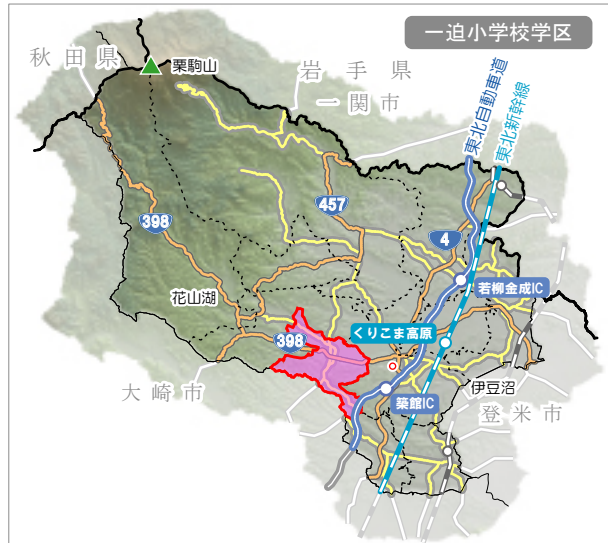 一迫小学校学区
秋田県
栗駒山
岩手県
一関市
東北自動車道
東北新幹線
457
398
4
花山湖
若柳金成IC
くりこま高原
398
大崎市
伊豆沼
築館IC
登米市